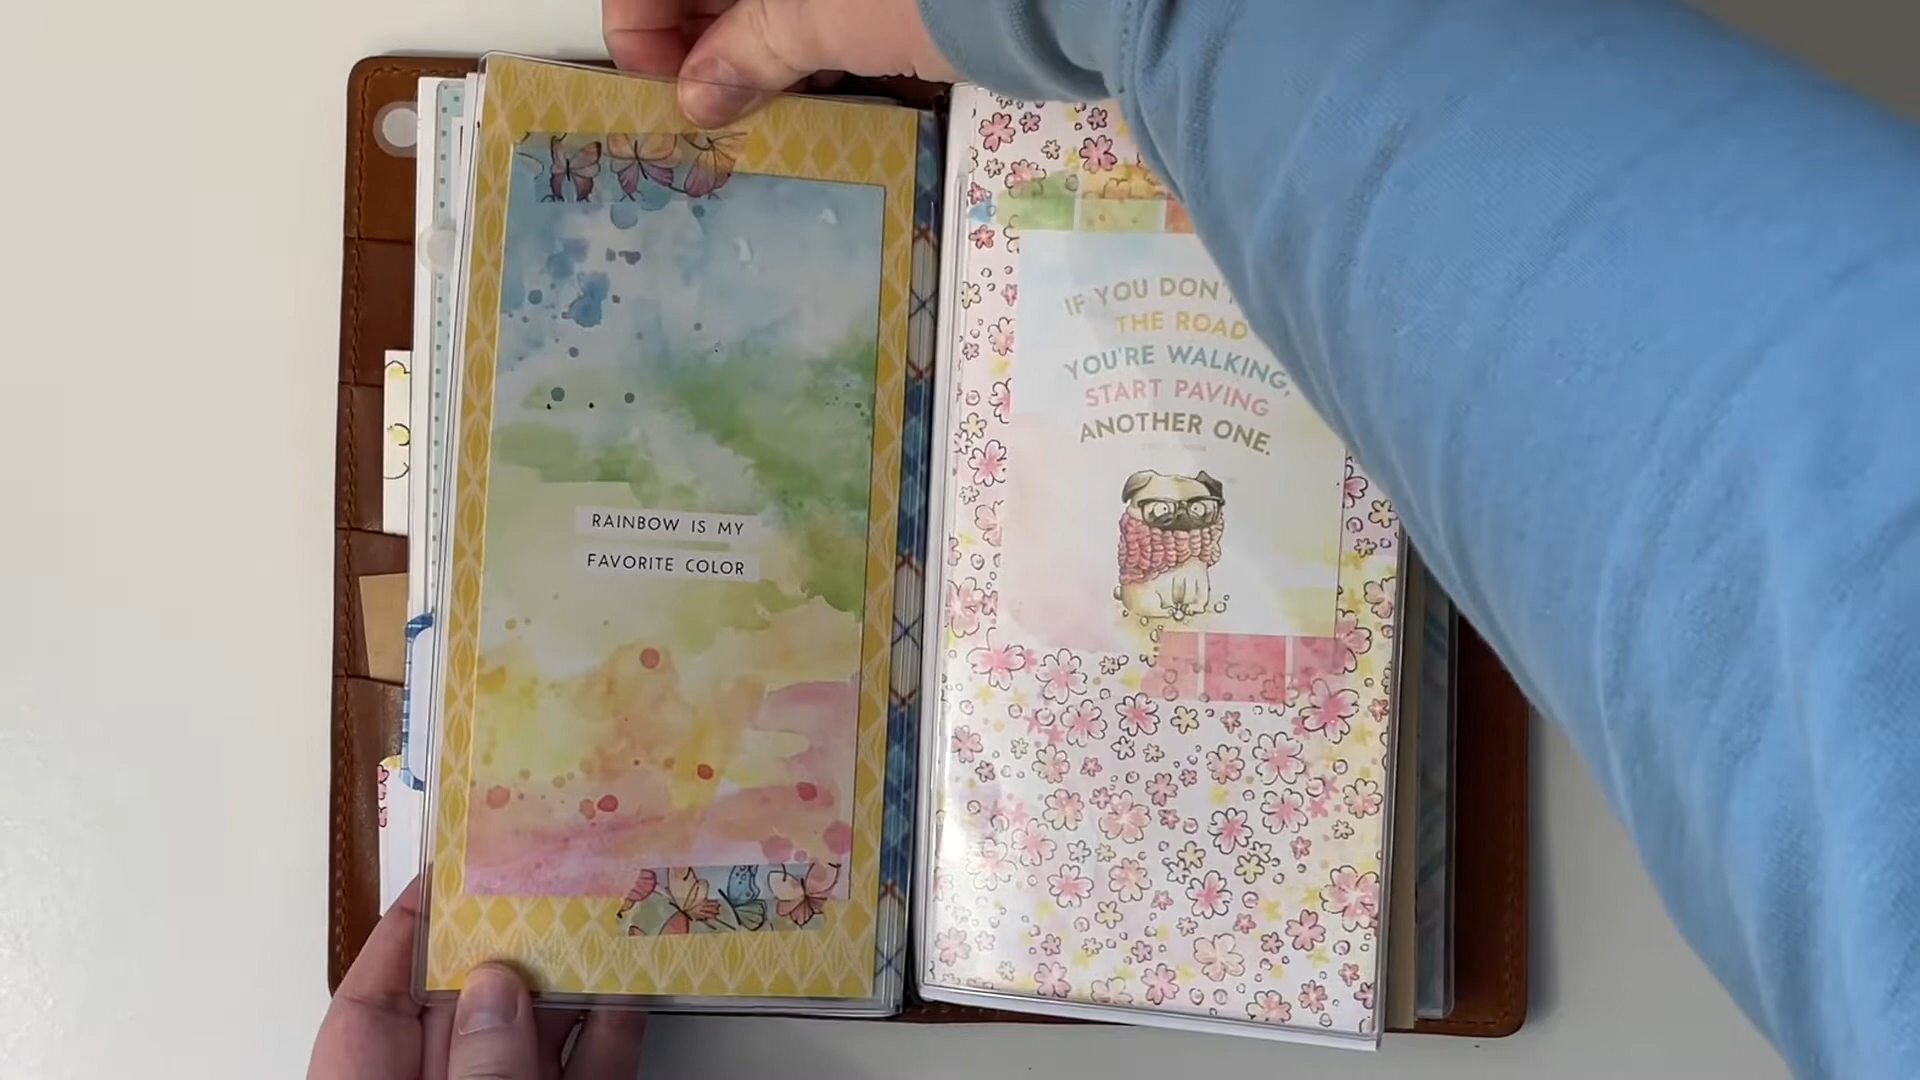 RAINBOW IS MY
FAVORITE COLOR
IF YOU DON'T
THE ROAD
YOU'RE WALKING,
START PAVING
ANOTHER ONE.